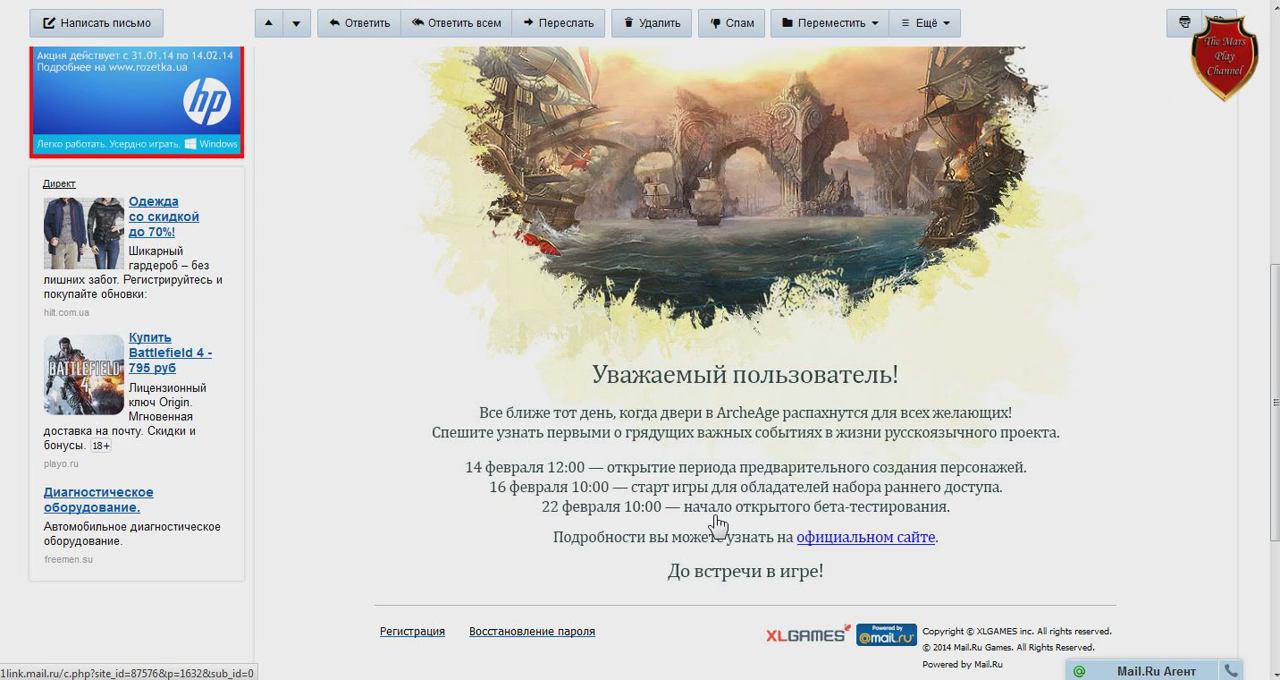 Написать письмо
Ответить
Ответить всем
Переслать
Удалить
Спам
Переместить
Ещё
The Mars
Play
Channel
Акция действует с 31.01.14 по 14.02.14
Подробнее на www.rozetka.ua
hp
Легко работать. Усердно играть. Windows
Директ
Одежда
со скидкой
до 70%!
Шикарный
гардероб – без
лишних забот. Регистрируйтесь и
покупайте обновки:
hilt.com.ua
Купить
Battlefield 4 -
795 руб
BATTLEFIELD
4
Лицензионный
ключ Origin.
Мгновенная
доставка на почту. Скидки и
бонусы. 18+
playo.ru
Диагностическое
оборудование.
Автомобильное диагностическое
оборудование.
freemen.su
Уважаемый пользователь!
Все ближе тот день, когда двери в ArcheAge распахнутся для всех желающих!
Спешите узнать первыми о грядущих важных событиях в жизни русскоязычного проекта.
14 февраля 12:00 — открытие периода предварительного создания персонажей.
16 февраля 10:00 — старт игры для обладателей набора раннего доступа.
22 февраля 10:00 — начало открытого бета-тестирования.
Подробности вы можете узнать на официальном сайте.
До встречи в игре!
Регистрация
Восстановление пароля
XLGAMES
Powered by
@mail.ru
Copyright © XLGAMES inc. All rights reserved.
© 2014 Mail.Ru Games. All Rights Reserved.
Powered by Mail.Ru
1link.mail.ru/c.php?site_id=87576&p=1632&sub_id=0
Mail.Ru Агент